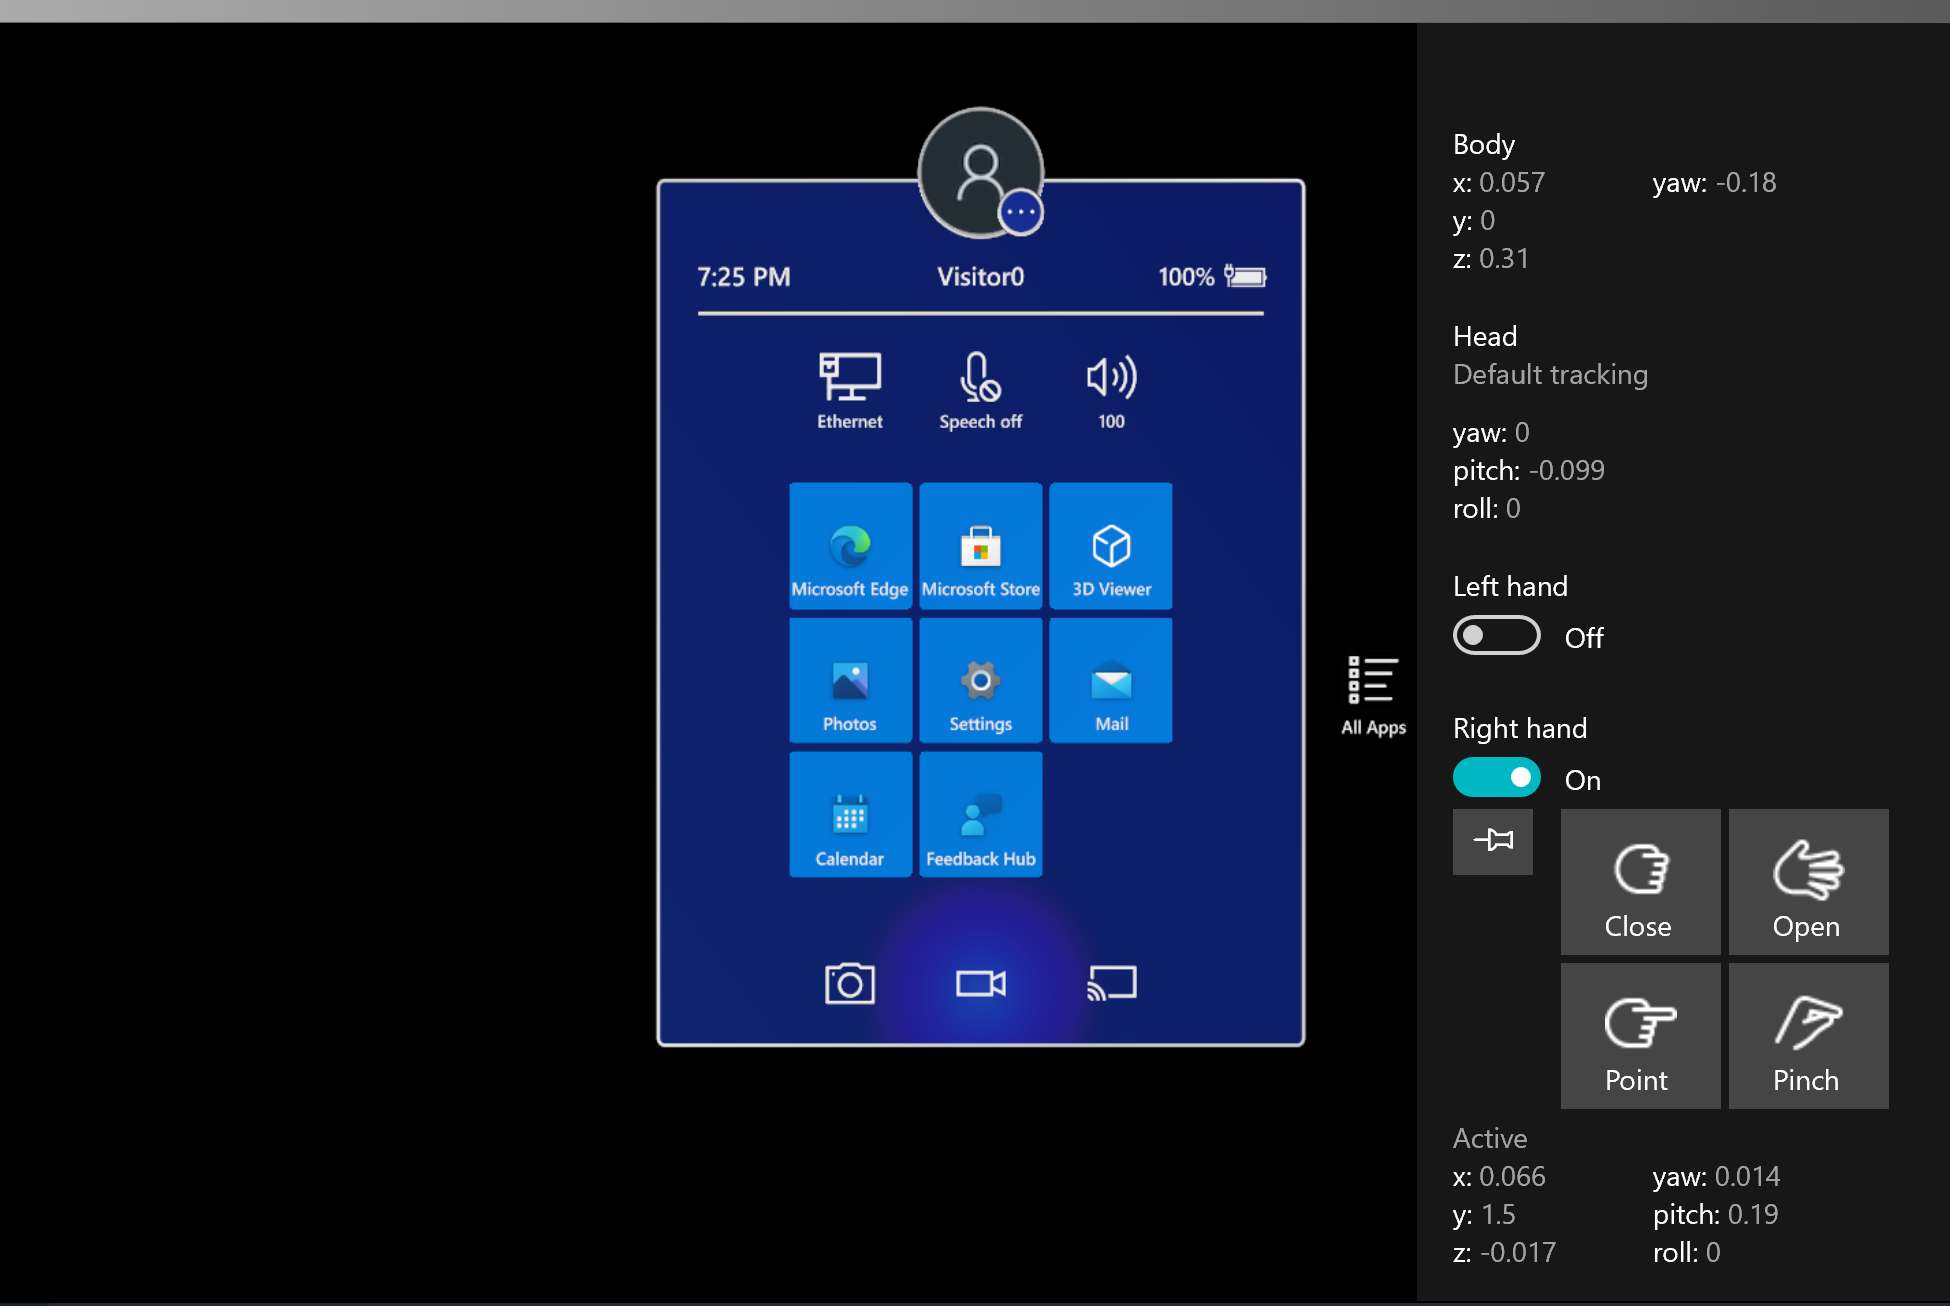 7:25 PM
Visitor0
100%
Ethernet
Speech off
100
Microsoft Edge
Microsoft Store
3D Viewer
Photos
Settings
Mail
Calendar
Feedback Hub
All Apps
Body
x: 0.057
yaw: -0.18
y: 0
z: 0.31
Head
Default tracking
yaw: 0
pitch: -0.099
roll: 0
Left hand
Off
Right hand
On
Close
Open
Point
Pinch
Active
x: 0.066
yaw: 0.014
y: 1.5
pitch: 0.19
z: -0.017
roll: 0